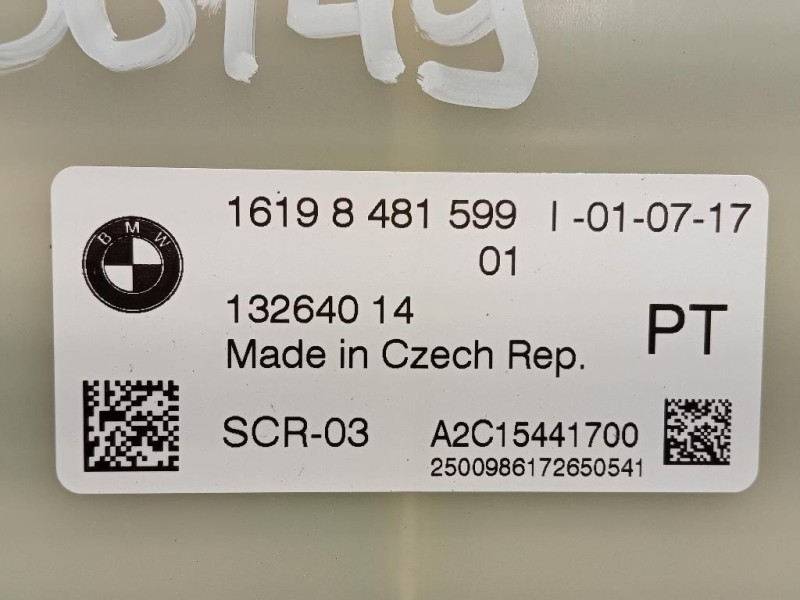 BMW
1619 8 481 599 I -01-07-17
01
132640 14
PT
Made in Czech Rep.
SCR-03 A2C15441700
2500986172650541